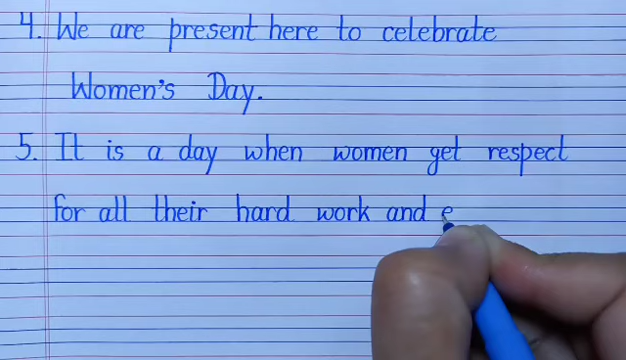 4. We are present here to celebrate
Women's Day.
5. It is a day when women get respect
for all their hard work and e